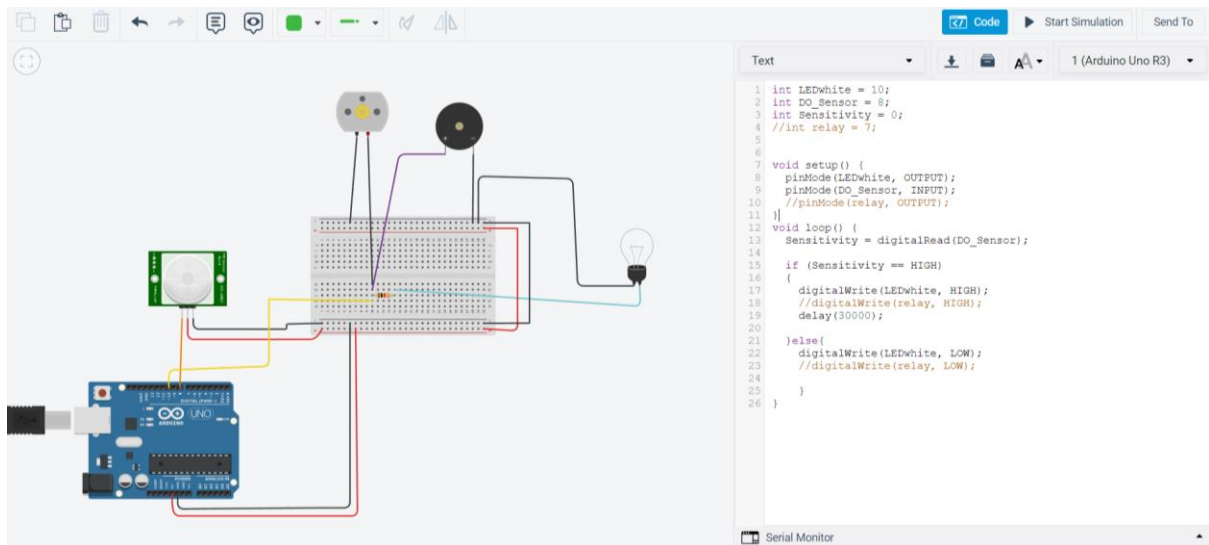 Code
Start Simulation
Send To
Text
1 (Arduino Uno R3)
1 int LEDwhite = 10;
2 int DO_Sensor = 8;
3 int Sensitivity = 0;
4 //int relay = 7;
5
6
7 void setup() {
8 pinMode(LEDwhite, OUTPUT);
9 pinMode(DO_Sensor, INPUT);
10 //pinMode(relay, OUTPUT);
11 }
12 void loop() {
13 Sensitivity = digitalRead(DO_Sensor);
14
15 if (Sensitivity == HIGH)
16 {
17 digitalWrite(LEDwhite, HIGH);
18 //digitalWrite(relay, HIGH);
19 delay(30000);
20
21 }else{
22 digitalWrite(LEDwhite, LOW);
23 //digitalWrite(relay, LOW);
24
25 }
26 }
UNO
ARDUINO
Serial Monitor